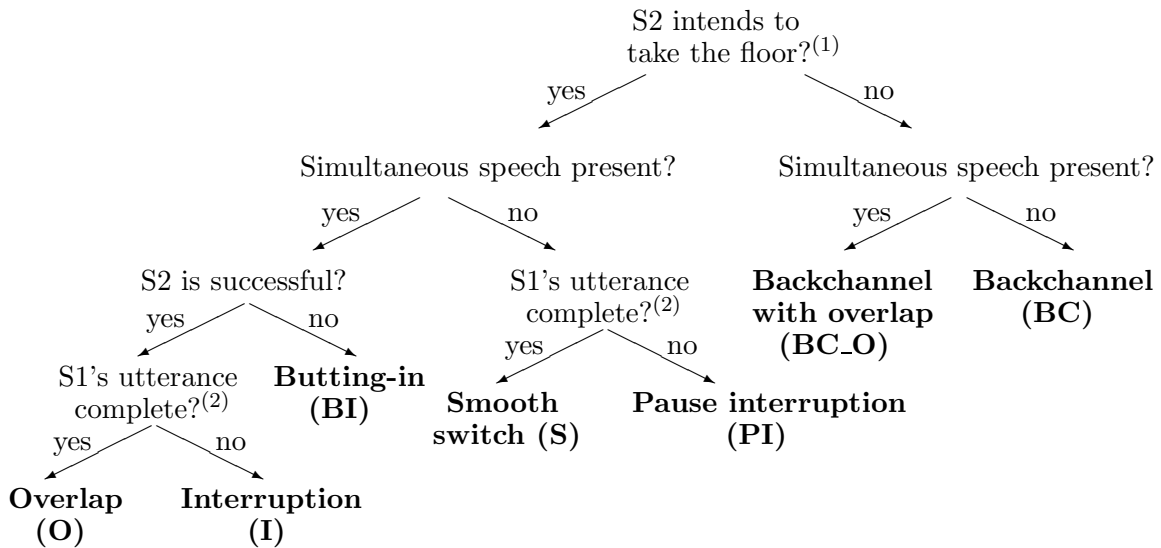 S2 intends to
take the floor?(1)
yes
no
Simultaneous speech present?
Simultaneous speech present?
yes
no
yes
no
S2 is successful?
S1's utterance
complete?(2)
Backchannel
with overlap
(BC_O)
Backchannel
(BC)
yes
no
yes
no
S1's utterance
complete?(2)
Butting-in
(BI)
Smooth
switch (S)
Pause interruption
(PI)
yes
no
Overlap
(O)
Interruption
(I)